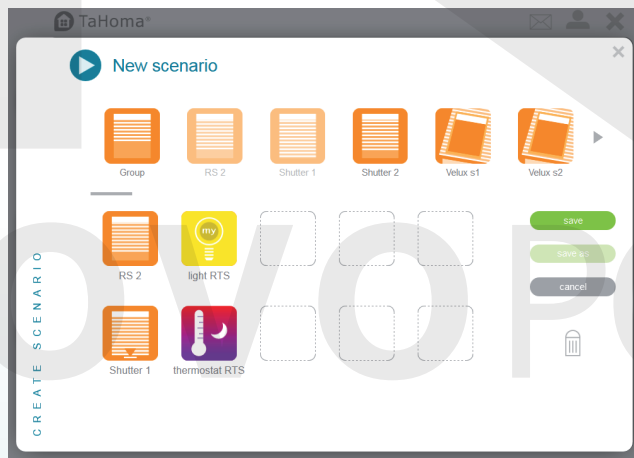 TaHoma®
New scenario
Group
RS 2
Shutter 1
Shutter 2
Velux s1
Velux s2
RS 2
my
light RTS
save
save as
cancel
Shutter 1
thermostat RTS
CREATE SCENARIO
OVOPO